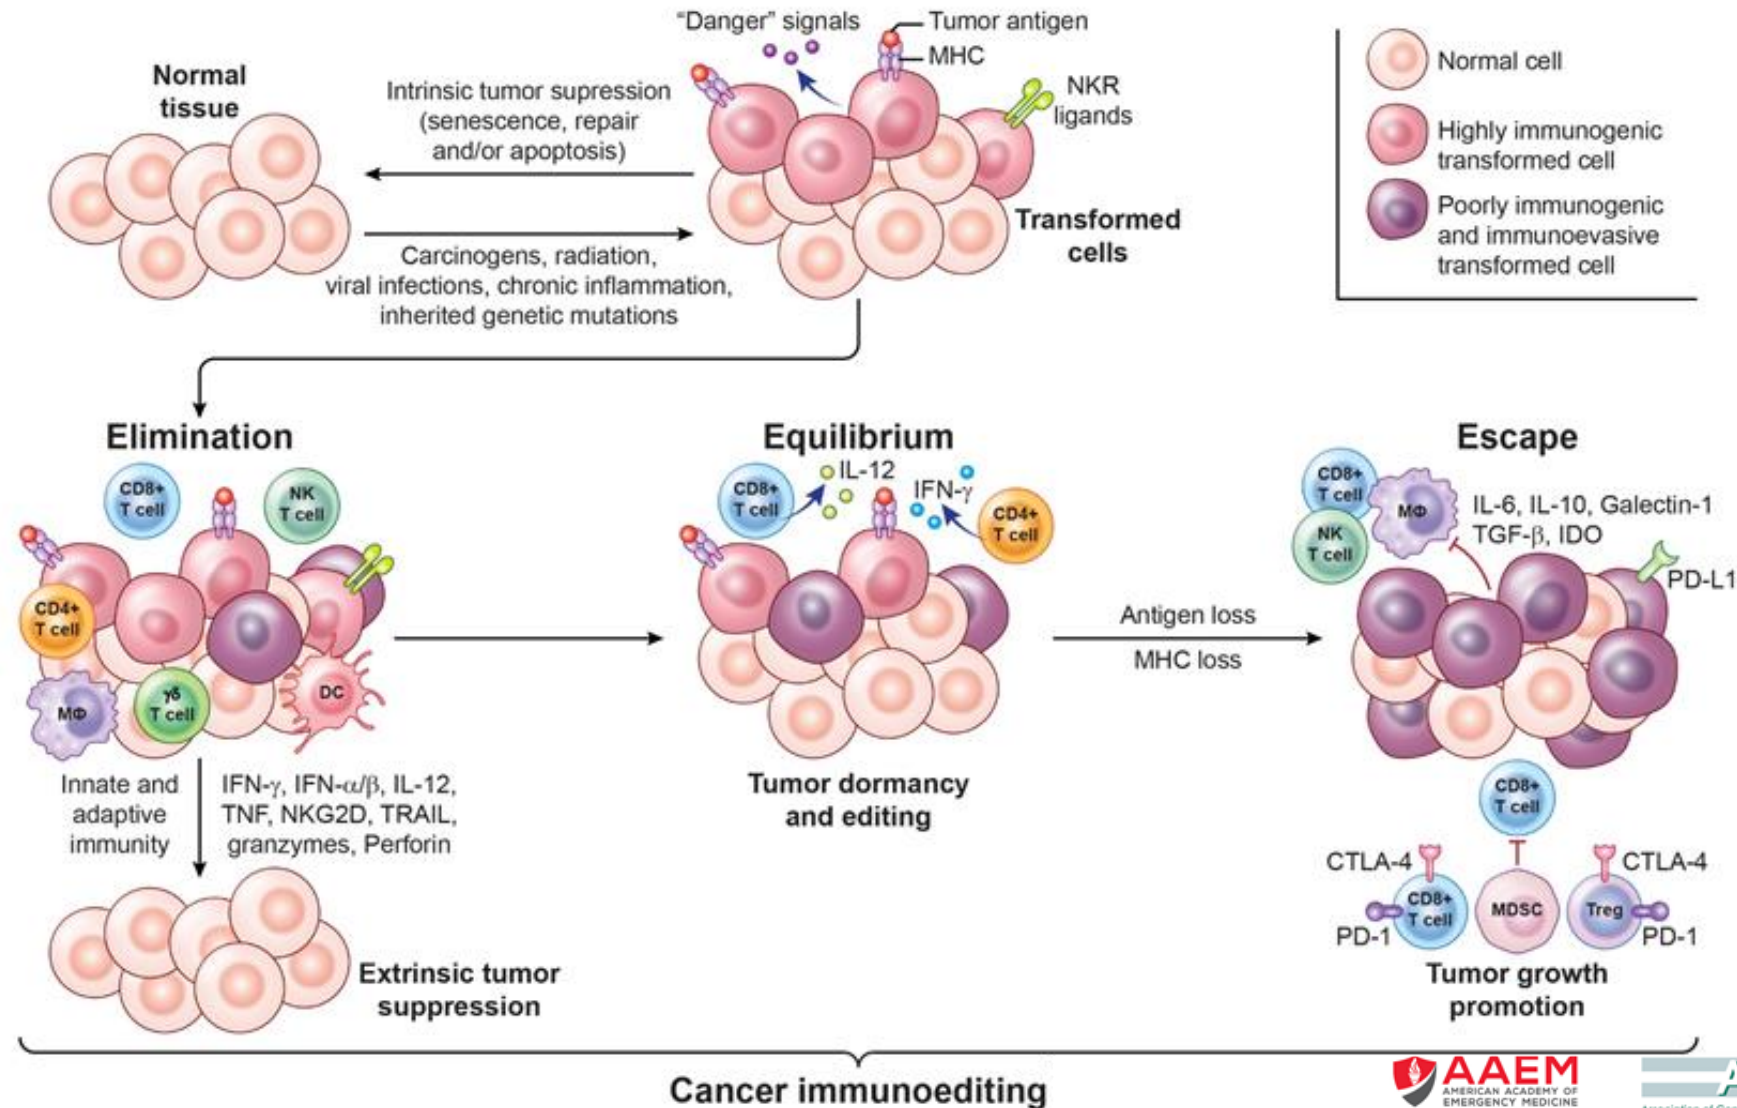 "Danger" signals
Tumor antigen
MHC
NKR
ligands
Normal
tissue
Intrinsic tumor supression
(senescence, repair
and/or apoptosis)
Carcinogens, radiation,
viral infections, chronic inflammation,
inherited genetic mutations
Transformed
cells
Normal cell
Highly immunogenic
transformed cell
Poorly immunogenic
and immunoevasive
transformed cell
Elimination
CD8+
T cell
NK
T cell
CD4+
T cell
MΦ
γδ
T cell
DC
Innate and
adaptive
immunity
IFN-γ, IFN-α/β, IL-12,
TNF, NKG2D, TRAIL,
granzymes, Perforin
Extrinsic tumor
suppression
Equilibrium
CD8+
T cell
IL-12
IFN-γ
CD4+
T cell
Tumor dormancy
and editing
Antigen loss
MHC loss
Escape
CD8+
T cell
MΦ
NK
T cell
IL-6, IL-10, Galectin-1
TGF-β, IDO
PD-L1
CD8+
T cell
CTLA-4
CD8+
T cell
PD-1
MDSC
CTLA-4
Treg
PD-1
Tumor growth
promotion
Cancer immunoediting
AAEM
AMERICAN ACADEMY OF
EMERGENCY MEDICINE